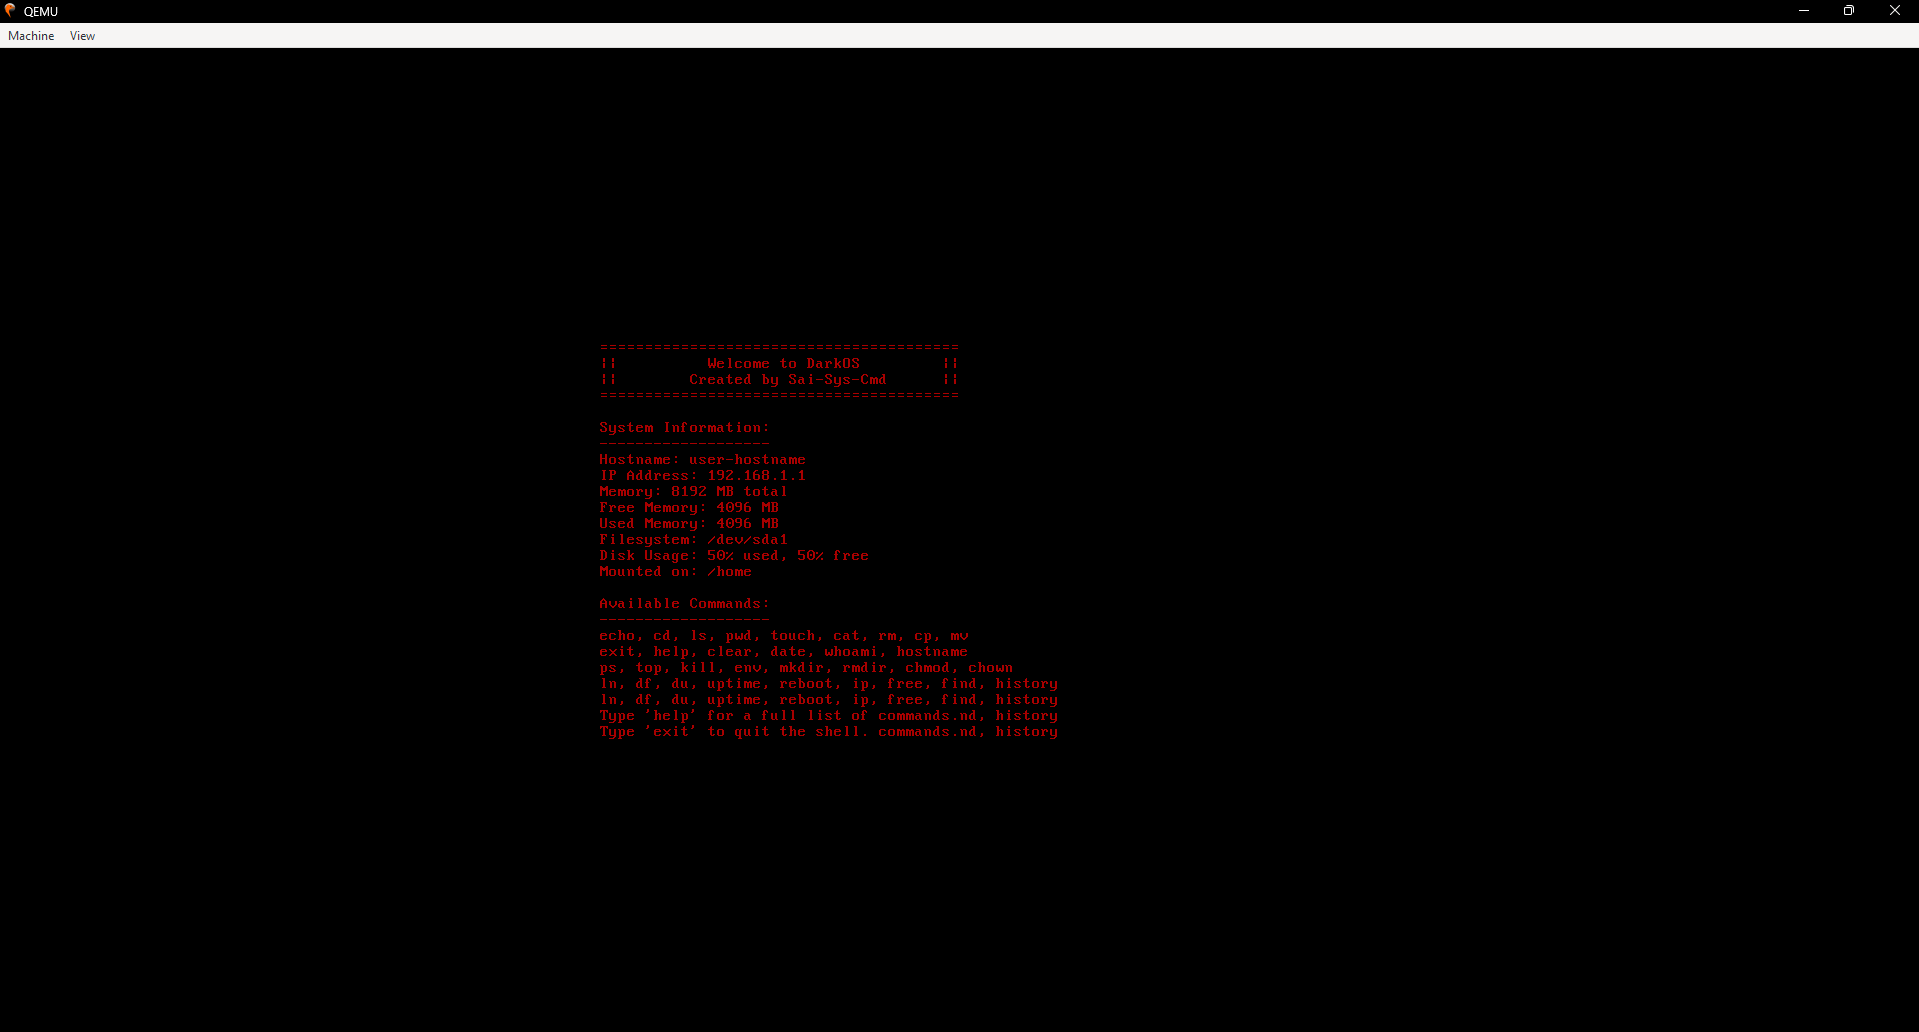 QEMU
Machine View
========================================
|| Welcome to DarkOS ||
|| Created by Sai-Sys-Cmd ||
========================================
System Information:
-------------------
Hostname: user-hostname
IP Address: 192.168.1.1
Memory: 8192 MB total
Free Memory: 4096 MB
Used Memory: 4096 MB
Filesystem: /dev/sda1
Disk Usage: 50% used, 50% free
Mounted on: /home
Available Commands:
-------------------
echo, cd, ls, pwd, touch, cat, rm, cp, mv
exit, help, clear, date, whoami, hostname
ps, top, kill, env, mkdir, rmdir, chmod, chown
ln, df, du, uptime, reboot, ip, free, find, history
ln, df, du, uptime, reboot, ip, free, find, history
Type 'help' for a full list of commands.nd, history
Type 'exit' to quit the shell. commands.nd, history